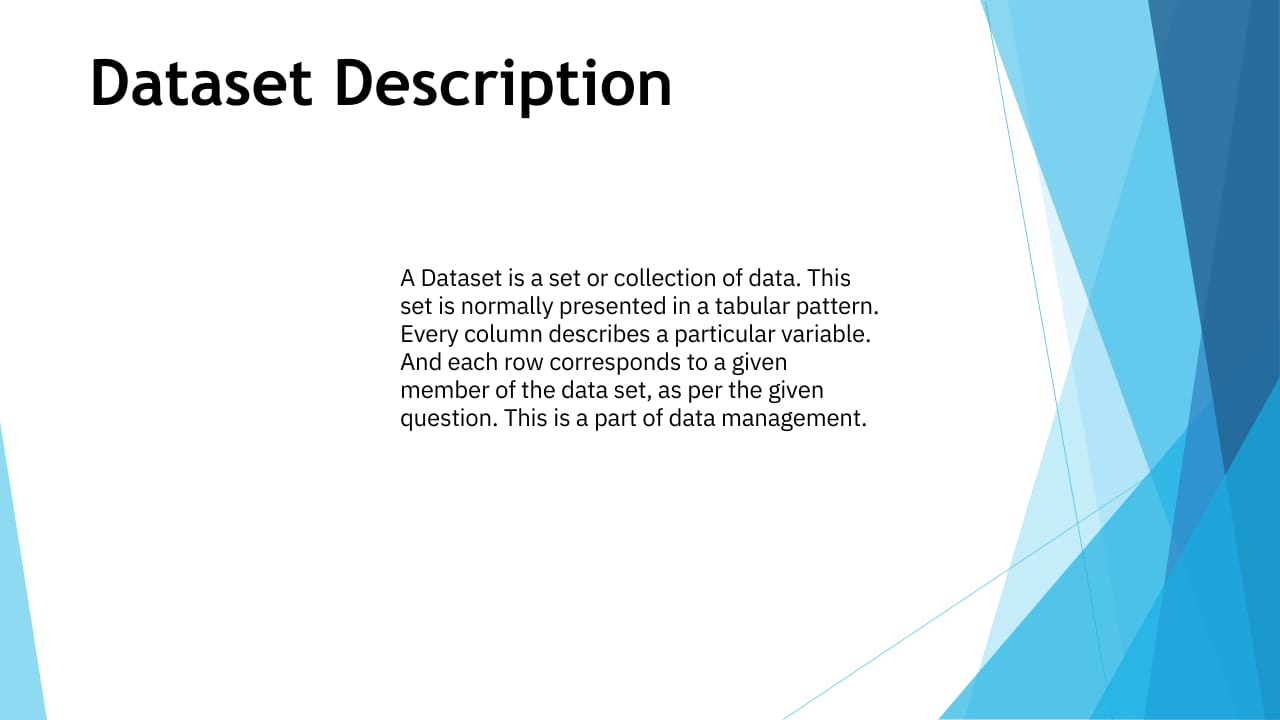 Dataset Description
A Dataset is a set or collection of data. This
set is normally presented in a tabular pattern.
Every column describes a particular variable.
And each row corresponds to a given
member of the data set, as per the given
question. This is a part of data management.